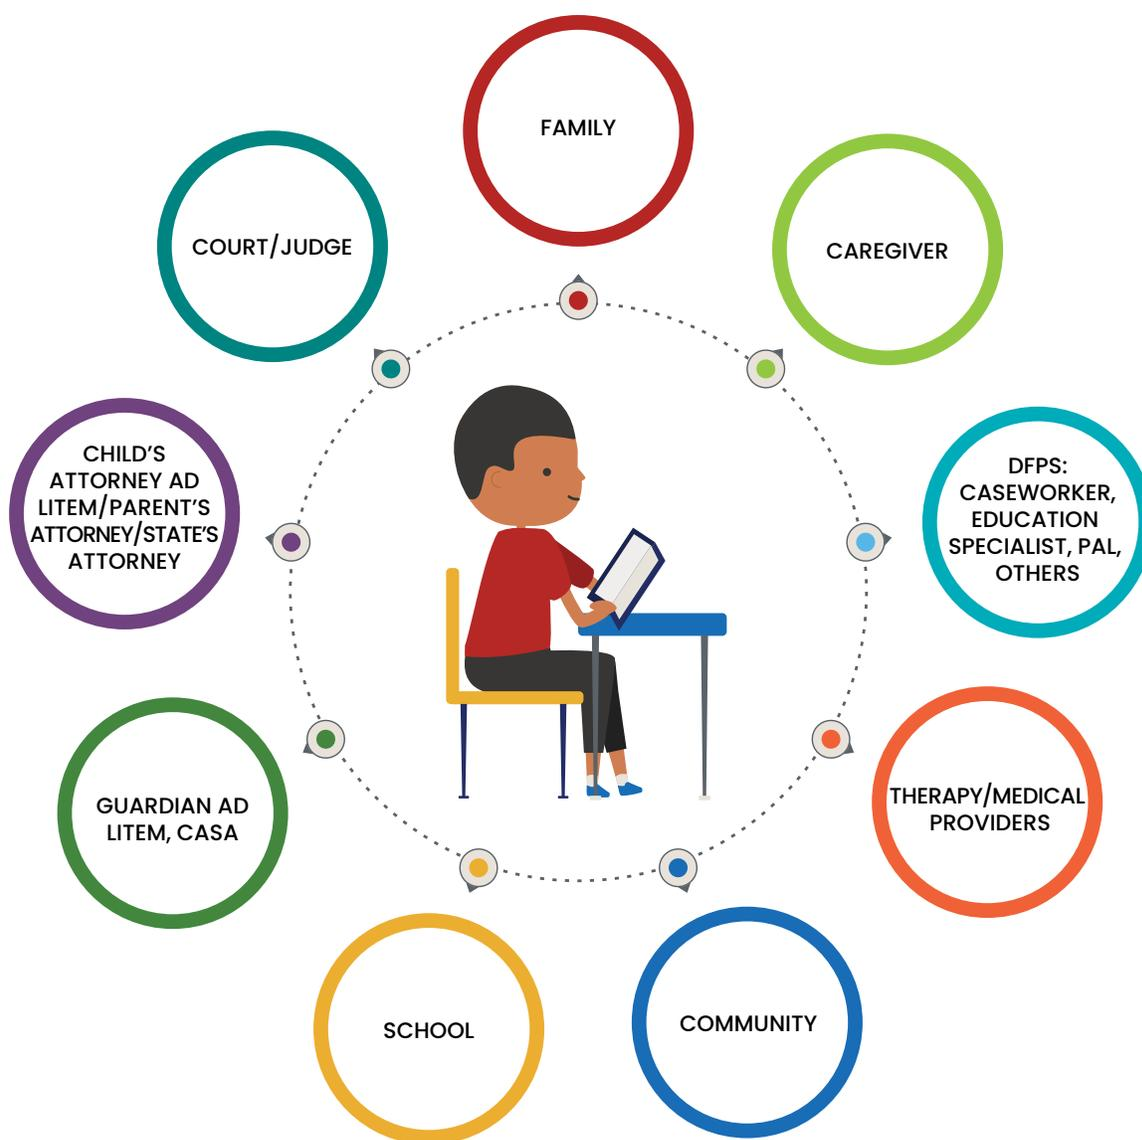 FAMILY
CAREGIVER
DFPS:
CASEWORKER,
EDUCATION
SPECIALIST, PAL,
OTHERS
THERAPY/MEDICAL
PROVIDERS
COMMUNITY
SCHOOL
GUARDIAN AD
LITEM, CASA
CHILD’S
ATTORNEY AD
LITEM/PARENT’S
ATTORNEY/STATE’S
ATTORNEY
COURT/JUDGE